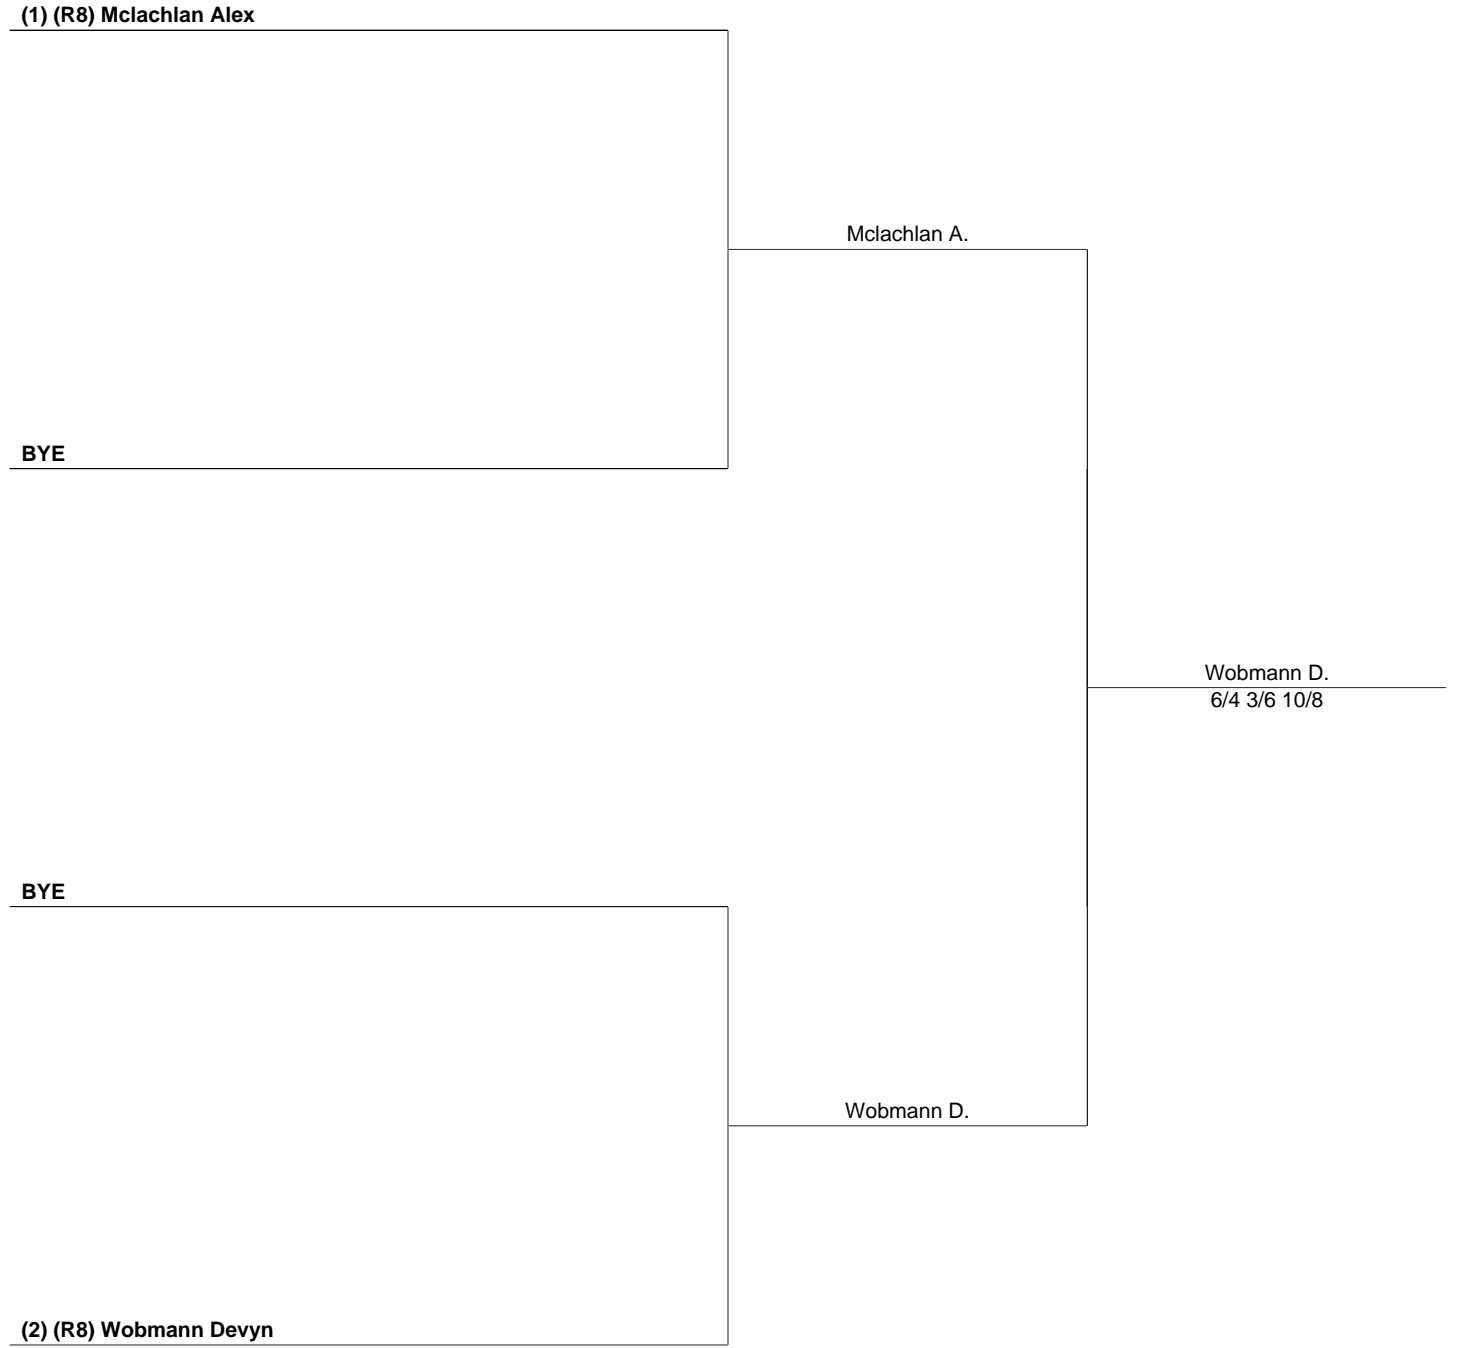 (1) (R8) Mclachlan Alex
Mclachlan A.
BYE
Wobmann D.
6/4 3/6 10/8
BYE
Wobmann D.
(2) (R8) Wobmann Devyn